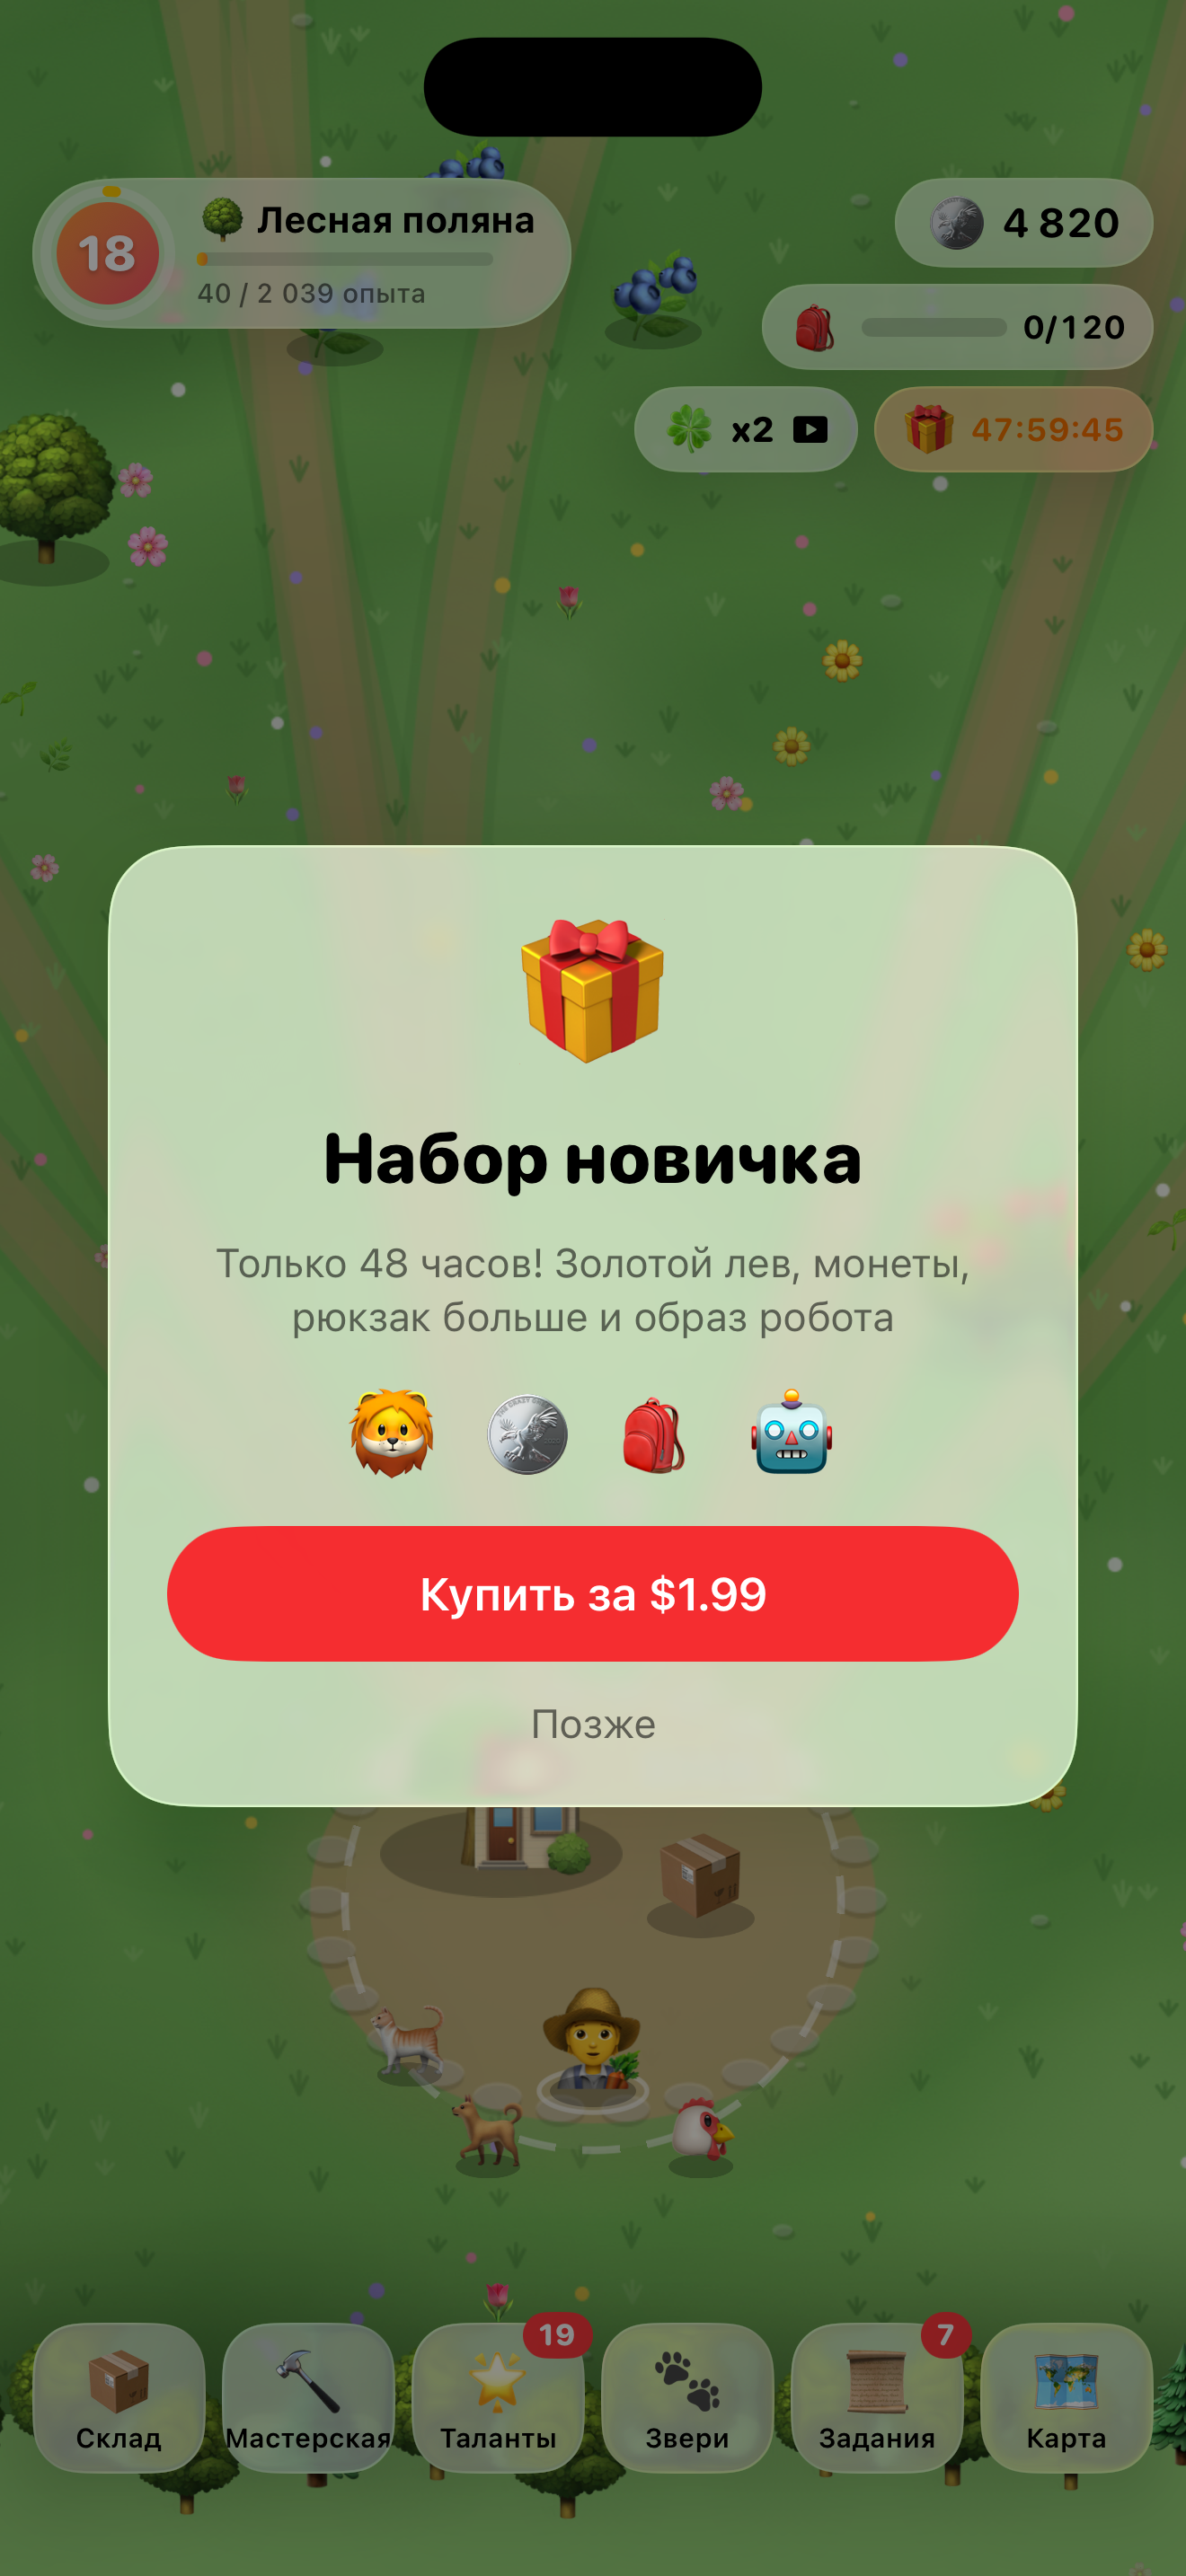 18
Лесная поляна
40 / 2 039 опыта
4 820
0/120
x2
47:59:45
Набор новичка
Только 48 часов! Золотой лев, монеты,
рюкзак больше и образ робота
Купить за $1.99
Позже
19
7
Склад
Мастерская
Таланты
Звери
Задания
Карта